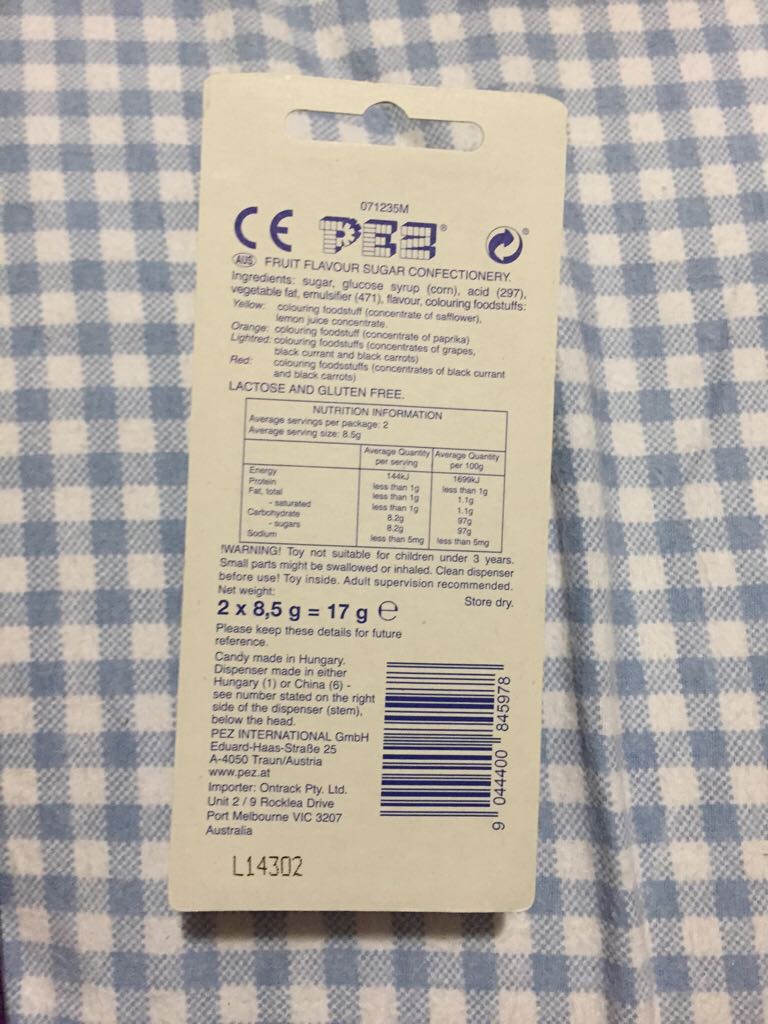 071235M
CE PEZ® ®
AUS FRUIT FLAVOUR SUGAR CONFECTIONERY.
Ingredients: sugar, glucose syrup (corn), acid (297),
vegetable fat, emulsifier (471), flavour, colouring foodstuffs:
Yellow: colouring foodstuff (concentrate of safflower),
lemon juice concentrate.
Orange: colouring foodstuff (concentrate of paprika)
Lightred: colouring foodstuffs (concentrates of grapes,
black currant and black carrots)
Red: colouring foodsstuffs (concentrates of black currant
and black carrots)
LACTOSE AND GLUTEN FREE.
NUTRITION INFORMATION
Average servings per package: 2
Average serving size: 8.5g
Average Quantity per serving Average Quantity per 100g
Energy 144kJ 1699kJ
Protein less than 1g less than 1g
Fat, total less than 1g 1.1g
- saturated less than 1g 1.1g
Carbohydrate 8.2g 97g
- sugars 8.2g 97g
Sodium less than 5mg less than 5mg
!WARNING! Toy not suitable for children under 3 years.
Small parts might be swallowed or inhaled. Clean dispenser
before use! Toy inside. Adult supervision recommended.
Net weight: Store dry.
2 x 8,5 g = 17 g e
Please keep these details for future
reference.
Candy made in Hungary.
Dispenser made in either
Hungary (1) or China (6) -
see number stated on the right
side of the dispenser (stem),
below the head.
PEZ INTERNATIONAL GmbH
Eduard-Haas-Straße 25
A-4050 Traun/Austria
www.pez.at
Importer: Ontrack Pty. Ltd.
Unit 2 / 9 Rocklea Drive
Port Melbourne VIC 3207
Australia
9 044400 845978
L14302